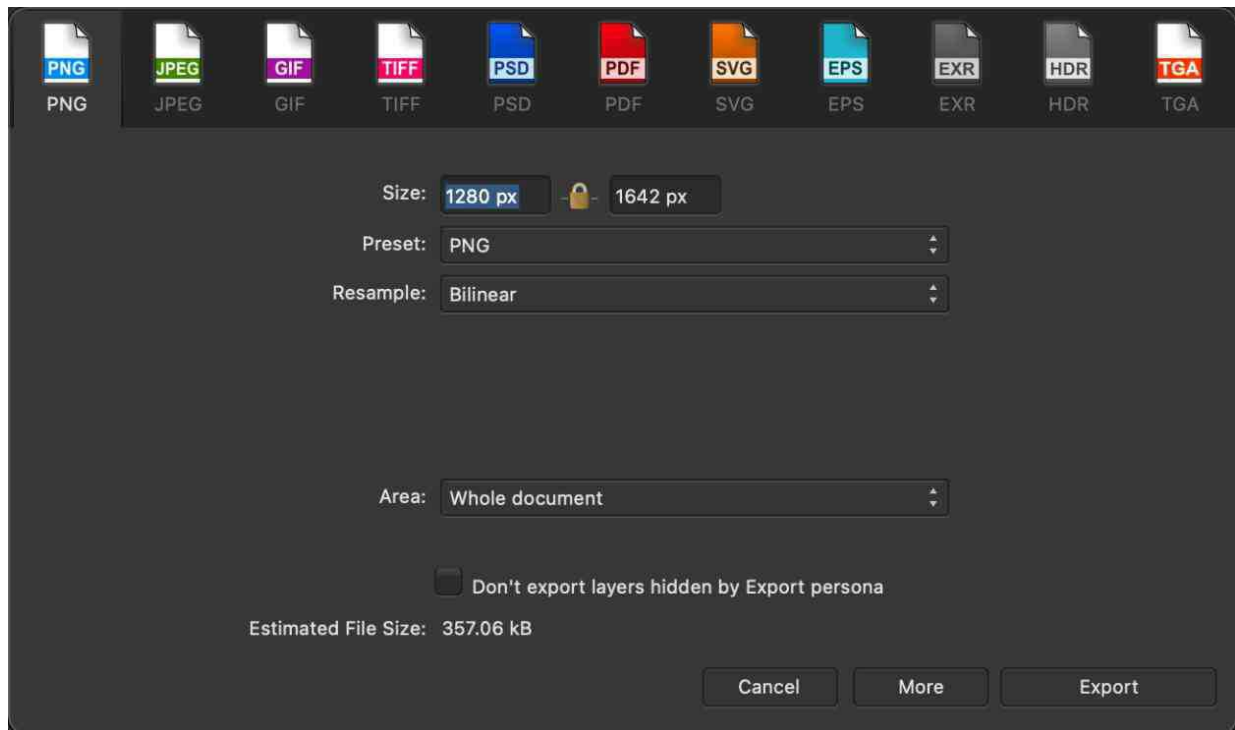 PNG JPEG GIF TIFF PSD PDF SVG EPS EXR HDR TGA
PNG JPEG GIF TIFF PSD PDF SVG EPS EXR HDR TGA
Size: 1280 px 1642 px
Preset: PNG
Resample: Bilinear
Area: Whole document
Don't export layers hidden by Export persona
Estimated File Size: 357.06 kB
Cancel More Export